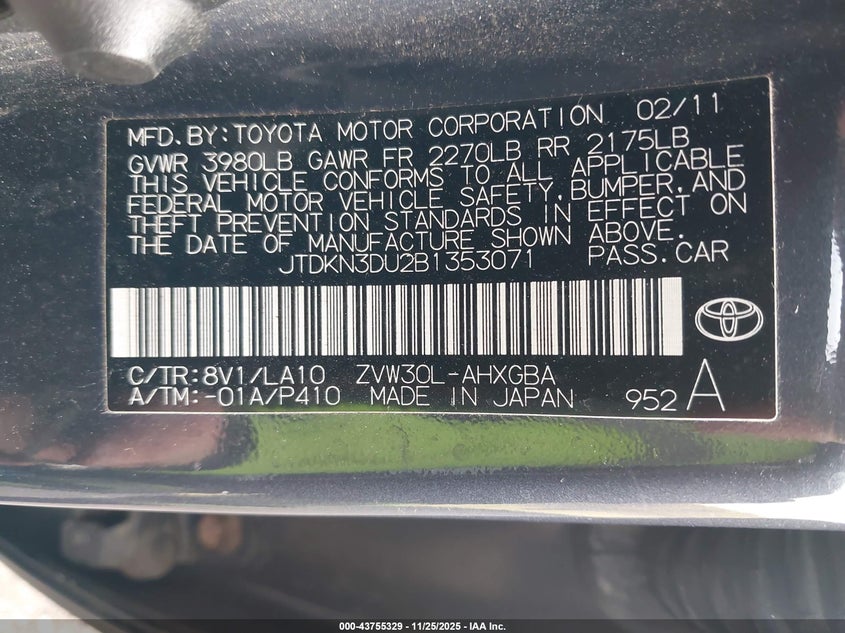 MFD.BY:TOYOTA MOTOR CORPORATION 02/11
GVWR 3980LB GAWR FR 2270LB RR 2175LB
THIS VEHICLE CONFORMS TO ALL APPLICABLE
FEDERAL MOTOR VEHICLE SAFETY,BUMPER,AND
THEFT PREVENTION STANDARDS IN EFFECT ON
THE DATE OF MANUFACTURE SHOWN ABOVE.
JTDKN3DU2B1353071 PASS.CAR
C/TR:8V1/LA10 ZVW30L-AHXGBA
A/TM:-01A/P410 MADE IN JAPAN 952 A
000-43755329 - 11/25/2025 - IAA Inc.